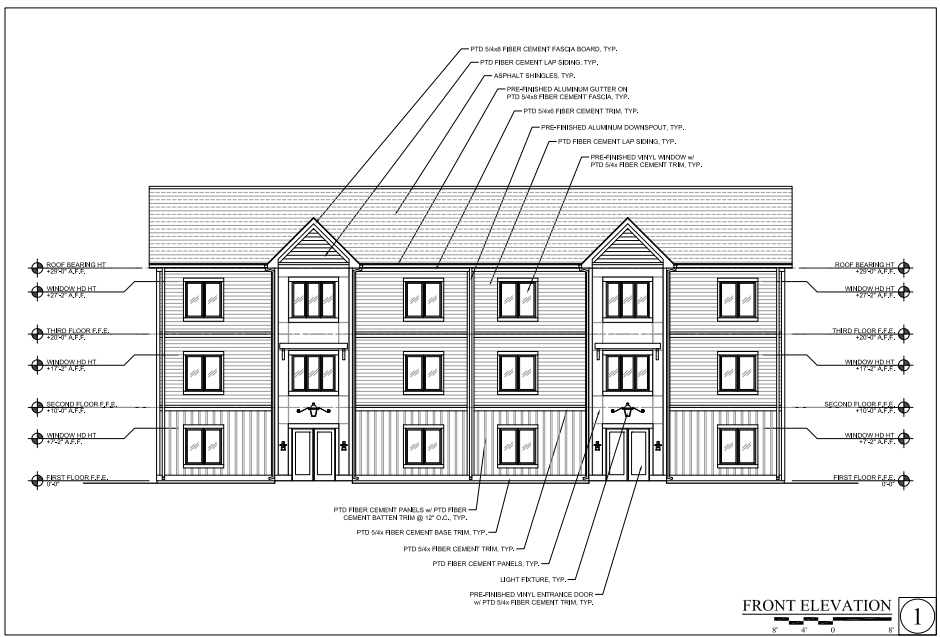 PTD 5/4x8 FIBER CEMENT FASCIA BOARD, TYP.
PTD FIBER CEMENT LAP SIDING, TYP.
ASPHALT SHINGLES, TYP.
PRE-FINISHED ALUMINUM GUTTER ON
PTD 5/4x8 FIBER CEMENT FASCIA, TYP.
PTD 5/4x6 FIBER CEMENT TRIM, TYP.
PRE-FINISHED ALUMINUM DOWNSPOUT, TYP.
PTD FIBER CEMENT LAP SIDING, TYP.
PRE-FINISHED VINYL WINDOW w/
PTD 5/4x FIBER CEMENT TRIM, TYP.
ROOF BEARING HT
+29'-0" A.F.F.
WINDOW HD HT
+27'-2" A.F.F.
THIRD FLOOR F.F.E.
+20'-0" A.F.F.
WINDOW HD HT
+17'-2" A.F.F.
SECOND FLOOR F.F.E.
+10'-0" A.F.F.
WINDOW HD HT
+7'-2" A.F.F.
FIRST FLOOR F.F.E.
0'-0"
ROOF BEARING HT
+29'-0" A.F.F.
WINDOW HD HT
+27'-2" A.F.F.
THIRD FLOOR F.F.E.
+20'-0" A.F.F.
WINDOW HD HT
+17'-2" A.F.F.
SECOND FLOOR F.F.E.
+10'-0" A.F.F.
WINDOW HD HT
+7'-2" A.F.F.
FIRST FLOOR F.F.E.
0'-0"
PTD FIBER CEMENT PANELS w/ PTD FIBER
CEMENT BATTEN TRIM @ 12" O.C., TYP.
PTD 5/4x FIBER CEMENT BASE TRIM, TYP.
PTD 5/4x FIBER CEMENT TRIM, TYP.
PTD FIBER CEMENT PANELS, TYP.
LIGHT FIXTURE, TYP.
PRE-FINISHED VINYL ENTRANCE DOOR
w/ PTD 5/4x FIBER CEMENT TRIM, TYP.
FRONT ELEVATION
1
8' 4' 0 8'